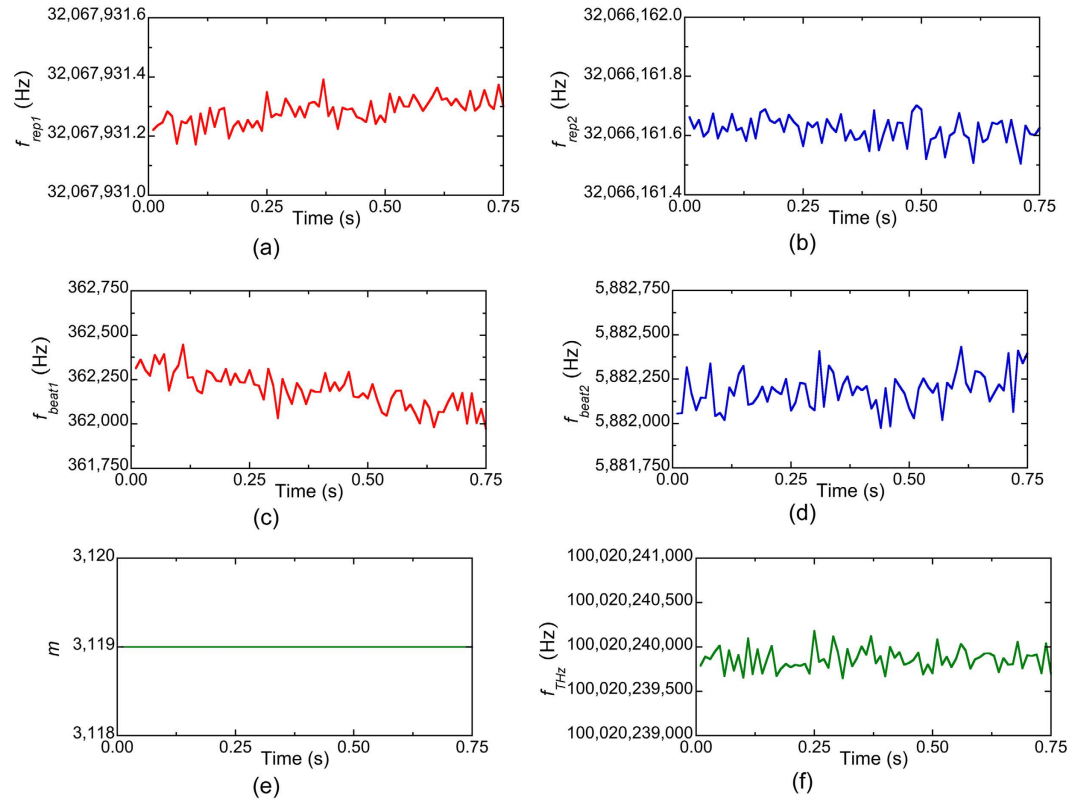 32,067,931.6
32,067,931.4
32,067,931.2
32,067,931.0
f_rep1 (Hz)
0.00 0.25 0.50 0.75
Time (s)
(a)
32,066,162.0
32,066,161.8
32,066,161.6
32,066,161.4
f_rep2 (Hz)
0.00 0.25 0.50 0.75
Time (s)
(b)
362,750
362,500
362,250
362,000
361,750
f_beat1 (Hz)
0.00 0.25 0.50 0.75
Time (s)
(c)
5,882,750
5,882,500
5,882,250
5,882,000
5,881,750
f_beat2 (Hz)
0.00 0.25 0.50 0.75
Time (s)
(d)
3,120
3,119
3,118
m
0.00 0.25 0.50 0.75
Time (s)
(e)
100,020,241,000
100,020,240,500
100,020,240,000
100,020,239,500
100,020,239,000
f_THz (Hz)
0.00 0.25 0.50 0.75
Time (s)
(f)